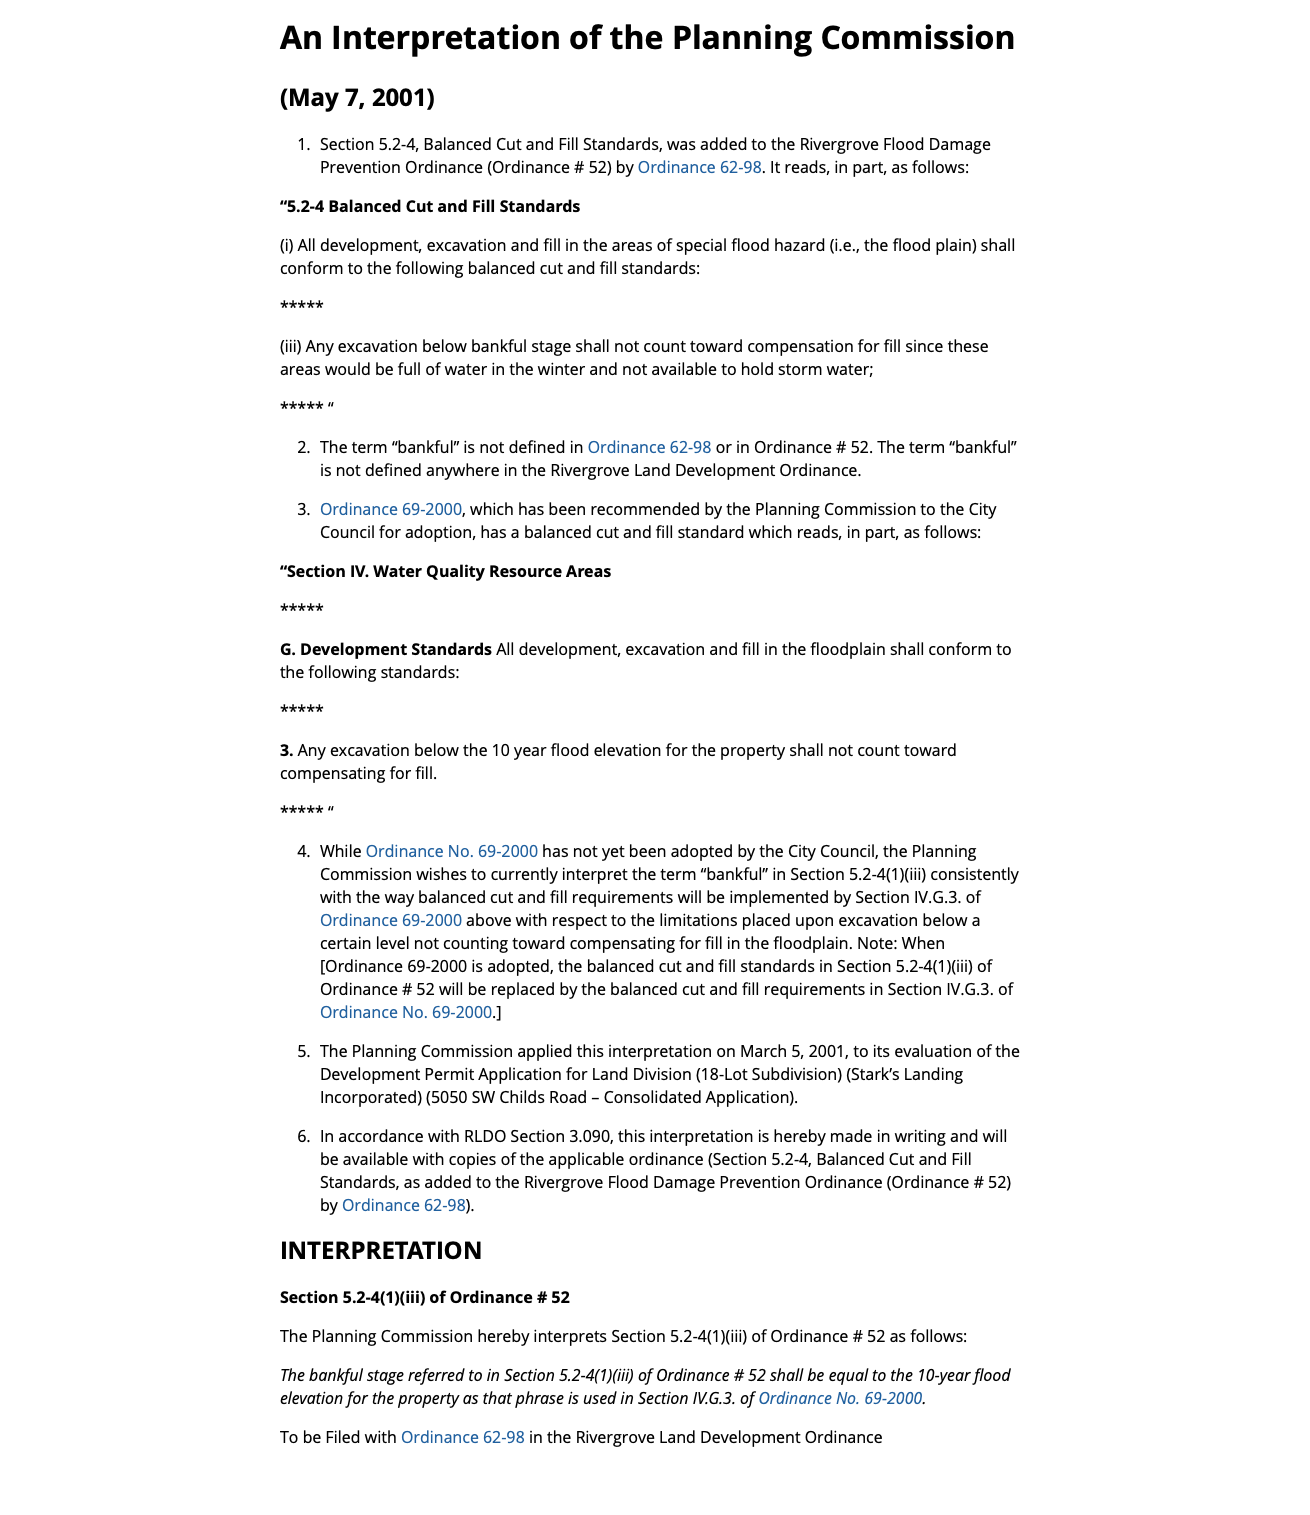 An Interpretation of the Planning Commission
(May 7, 2001)
1. Section 5.2-4, Balanced Cut and Fill Standards, was added to the Rivergrove Flood Damage
Prevention Ordinance (Ordinance # 52) by Ordinance 62-98. It reads, in part, as follows:
“5.2-4 Balanced Cut and Fill Standards
(i) All development, excavation and fill in the areas of special flood hazard (i.e., the flood plain) shall
conform to the following balanced cut and fill standards:
*****
(iii) Any excavation below bankful stage shall not count toward compensation for fill since these
areas would be full of water in the winter and not available to hold storm water;
***** “
2. The term “bankful” is not defined in Ordinance 62-98 or in Ordinance # 52. The term “bankful”
is not defined anywhere in the Rivergrove Land Development Ordinance.
3. Ordinance 69-2000, which has been recommended by the Planning Commission to the City
Council for adoption, has a balanced cut and fill standard which reads, in part, as follows:
“Section IV. Water Quality Resource Areas
*****
G. Development Standards All development, excavation and fill in the floodplain shall conform to
the following standards:
*****
3. Any excavation below the 10 year flood elevation for the property shall not count toward
compensating for fill.
***** “
4. While Ordinance No. 69-2000 has not yet been adopted by the City Council, the Planning
Commission wishes to currently interpret the term “bankful” in Section 5.2-4(1)(iii) consistently
with the way balanced cut and fill requirements will be implemented by Section IV.G.3. of
Ordinance 69-2000 above with respect to the limitations placed upon excavation below a
certain level not counting toward compensating for fill in the floodplain. Note: When
[Ordinance 69-2000 is adopted, the balanced cut and fill standards in Section 5.2-4(1)(iii) of
Ordinance # 52 will be replaced by the balanced cut and fill requirements in Section IV.G.3. of
Ordinance No. 69-2000.]
5. The Planning Commission applied this interpretation on March 5, 2001, to its evaluation of the
Development Permit Application for Land Division (18-Lot Subdivision) (Stark’s Landing
Incorporated) (5050 SW Childs Road – Consolidated Application).
6. In accordance with RLDO Section 3.090, this interpretation is hereby made in writing and will
be available with copies of the applicable ordinance (Section 5.2-4, Balanced Cut and Fill
Standards, as added to the Rivergrove Flood Damage Prevention Ordinance (Ordinance # 52)
by Ordinance 62-98).
INTERPRETATION
Section 5.2-4(1)(iii) of Ordinance # 52
The Planning Commission hereby interprets Section 5.2-4(1)(iii) of Ordinance # 52 as follows:
The bankful stage referred to in Section 5.2-4(1)(iii) of Ordinance # 52 shall be equal to the 10-year flood
elevation for the property as that phrase is used in Section IV.G.3. of Ordinance No. 69-2000.
To be Filed with Ordinance 62-98 in the Rivergrove Land Development Ordinance